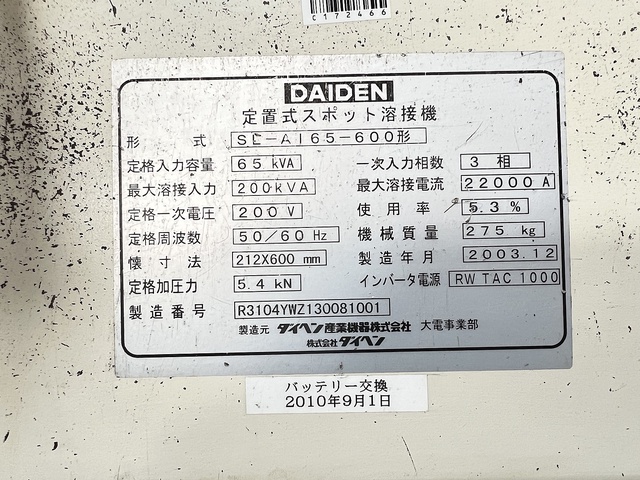 C172466
DAIDEN
定置式スポット溶接機
形式 SL-AI65-600形
定格入力容量 65 kVA 一次入力相数 3 相
最大溶接入力 200kVA 最大溶接電流 22000 A
定格一次電圧 200 V 使用率 5.3 %
定格周波数 50/60 Hz 機械質量 275 kg
懐寸法 212X600 mm 製造年月 2003.12
定格加圧力 5.4 kN インバータ電源 RW TAC 1000
製造番号 R3104YWZ130081001
製造元 ダイヘン産業機器株式会社 大電事業部
株式会社ダイヘン
バッテリー交換
2010年9月1日